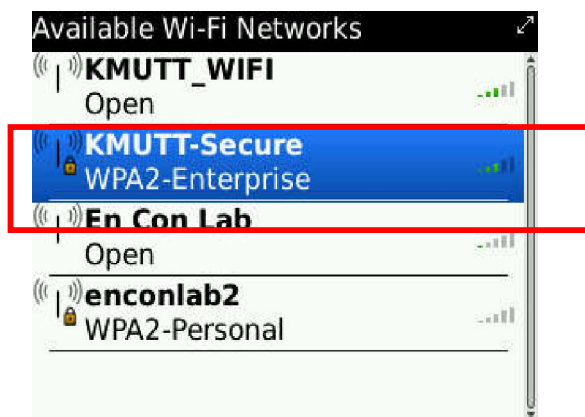 Available Wi-Fi Networks
KMUTT_WIFI
Open
KMUTT-Secure
WPA2-Enterprise
En Con Lab
Open
enconlab2
WPA2-Personal